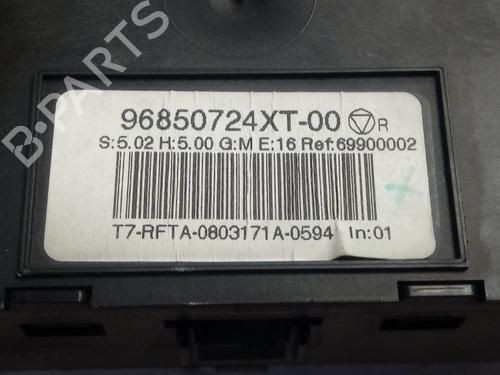 B-PARTS
96850724XT-00 R
S:5.02 H:5.00 G:M E:16 Ref:69900002
T7-RFTA-0803171A-0594 In:01